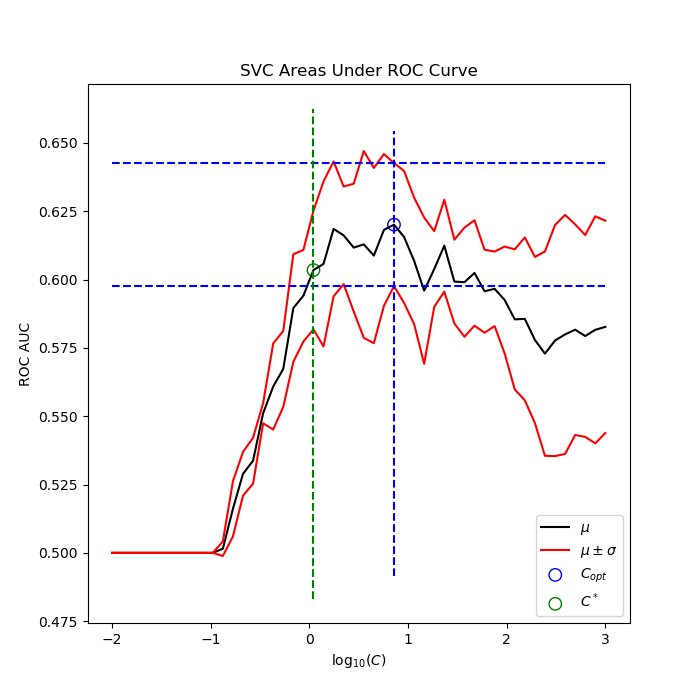 SVC Areas Under ROC Curve
ROC AUC
0.650
0.625
0.600
0.575
0.550
0.525
0.500
0.475
−2
−1
0
1
2
3
log₁₀(C)
μ
μ ± σ
C_opt
C*